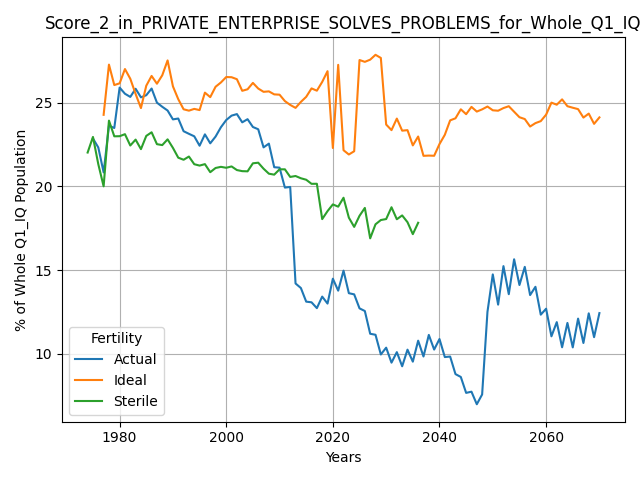 Score_2_in_PRIVATE_ENTERPRISE_SOLVES_PROBLEMS_for_Whole_Q1_IQ
% of Whole Q1_IQ Population
25
20
15
10
Fertility
Actual
Ideal
Sterile
1980 2000 2020 2040 2060
Years